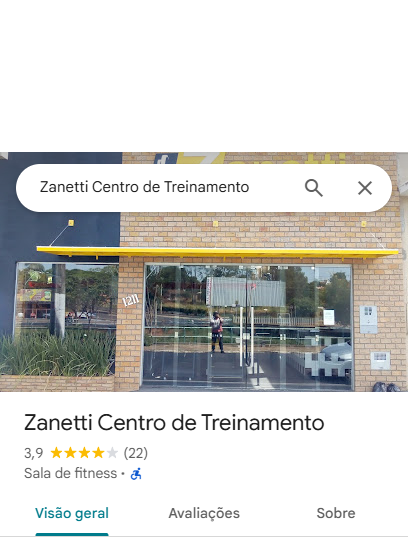 Zanetti
Zanetti Centro de Treinamento
1211
Zanetti Centro de Treinamento
3,9 (22)
Sala de fitness •
Visão geral Avaliações Sobre